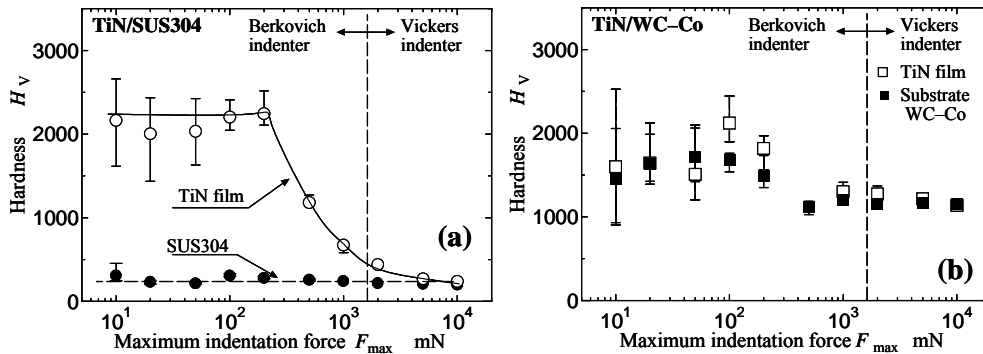 TiN/SUS304
(a)
Berkovich
indenter
Vickers
indenter
3000
2000
1000
0
Hardness H_V
TiN film
SUS304
10^1 10^2 10^3 10^4
Maximum indentation force F_max mN
TiN/WC–Co
(b)
Berkovich
indenter
Vickers
indenter
TiN film
Substrate
WC–Co
3000
2000
1000
0
Hardness H_V
10^1 10^2 10^3 10^4
Maximum indentation force F_max mN